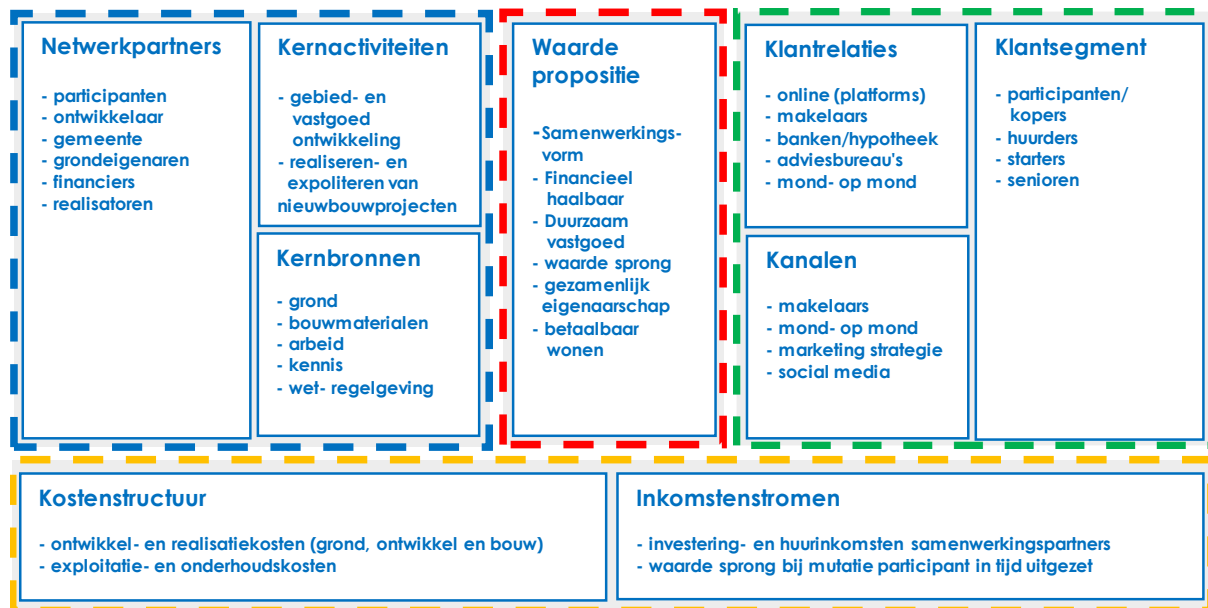 Netwerkpartners
- participanten
- ontwikkelaar
- gemeente
- grondeigenaren
- financiers
- realisatoren
Kernactiviteiten
- gebied- en
vastgoed
ontwikkeling
- realiseren- en
expoliteren van
nieuwbouwprojecten
Kernbronnen
- grond
- bouwmaterialen
- arbeid
- kennis
- wet- regelgeving
Waarde
propositie
-Samenwerkings-
vorm
- Financieel
haalbaar
- Duurzaam
vastgoed
- waarde sprong
- gezamenlijk
eigenaarschap
- betaalbaar
wonen
Klantrelaties
- online (platforms)
- makelaars
- banken/hypotheek
- adviesbureau's
- mond- op mond
Kanalen
- makelaars
- mond- op mond
- marketing strategie
- social media
Klantsegment
- participanten/
kopers
- huurders
- starters
- senioren
Kostenstructuur
- ontwikkel- en realisatiekosten (grond, ontwikkel en bouw)
- exploitatie- en onderhoudskosten
Inkomstenstromen
- investering- en huurinkomsten samenwerkingspartners
- waarde sprong bij mutatie participant in tijd uitgezet